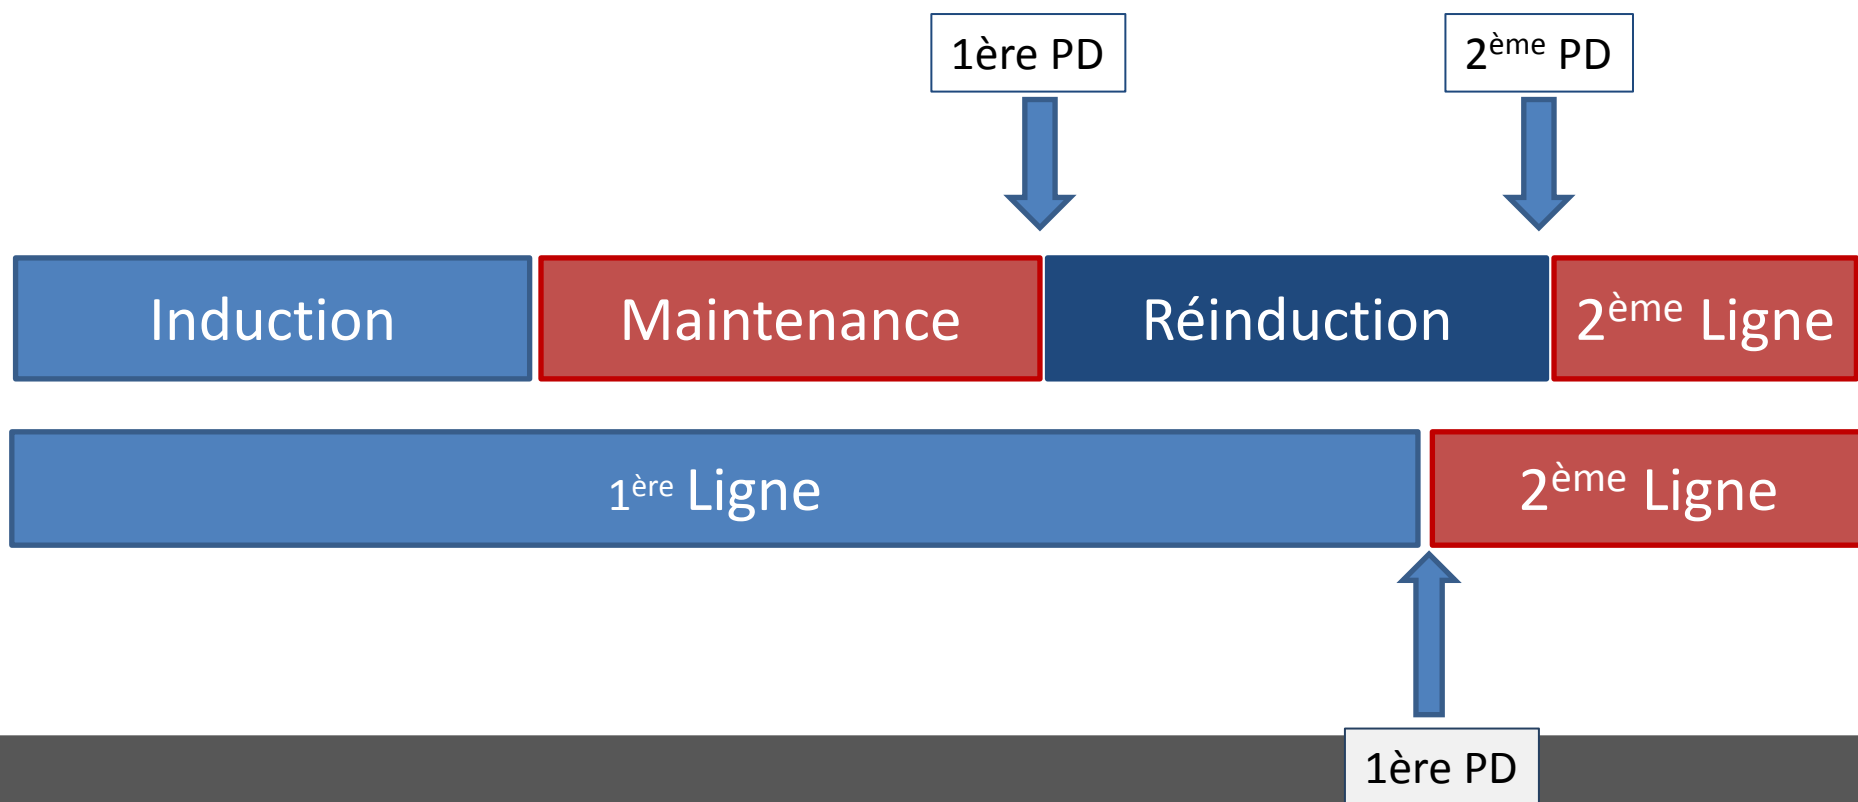 1ère PD
2ème PD
Induction
Maintenance
Réinduction
2ème Ligne
1ère Ligne
2ème Ligne
1ère PD